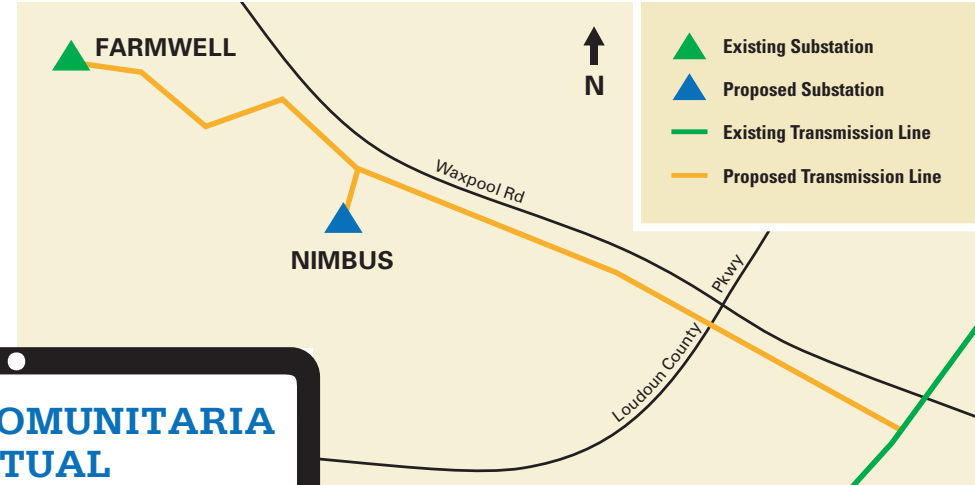 FARMWELL
N
Existing Substation
Proposed Substation
Existing Transmission Line
Proposed Transmission Line
Waxpool Rd
NIMBUS
Loudoun County Pkwy
OMUNITARIA
TUAL